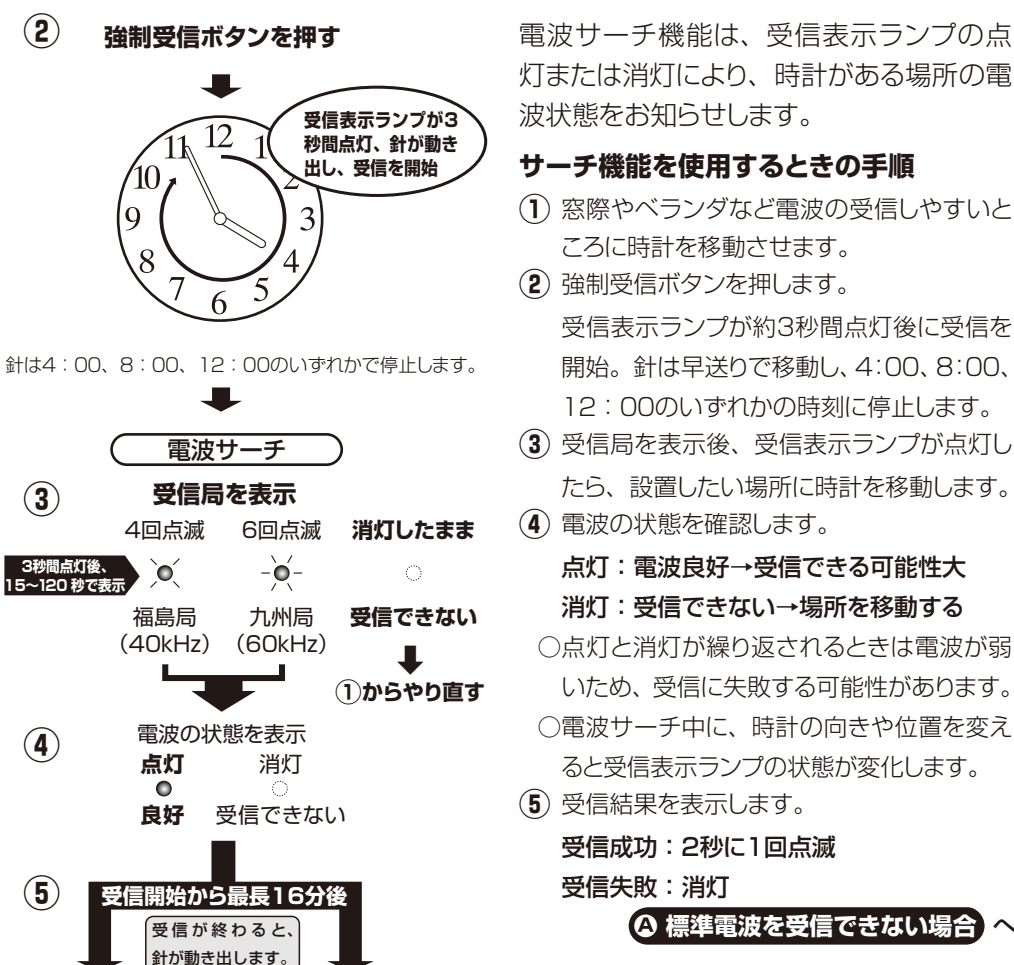 ② 強制受信ボタンを押す
受信表示ランプが3
秒間点灯、針が動き
出し、受信を開始
11 12 1
10 2
9 3
8 4
7 6 5
針は4：00、8：00、12：00のいずれかで停止します。
電波サーチ
③ 受信局を表示
4回点滅 6回点滅 消灯したまま
3秒間点灯後、
15~120 秒で表示
福島局 九州局 受信できない
(40kHz) (60kHz)
①からやり直す
④ 電波の状態を表示
点灯 消灯
良好 受信できない
⑤ 受信開始から最長16分後
受信が終わると、
針が動き出します。
電波サーチ機能は、受信表示ランプの点
灯または消灯により、時計がある場所の電
波状態をお知らせします。
サーチ機能を使用するときの手順
① 窓際やベランダなど電波の受信しやすいと
ころに時計を移動させます。
② 強制受信ボタンを押します。
受信表示ランプが約3秒間点灯後に受信を
開始。針は早送りで移動し、4:00、8:00、
12：00のいずれかの時刻に停止します。
③ 受信局を表示後、受信表示ランプが点灯し
たら、設置したい場所に時計を移動します。
④ 電波の状態を確認します。
点灯：電波良好→受信できる可能性大
消灯：受信できない→場所を移動する
○点灯と消灯が繰り返されるときは電波が弱
いため、受信に失敗する可能性があります。
○電波サーチ中に、時計の向きや位置を変え
ると受信表示ランプの状態が変化します。
⑤ 受信結果を表示します。
受信成功：2秒に1回点滅
受信失敗：消灯
Ⓐ 標準電波を受信できない場合 へ